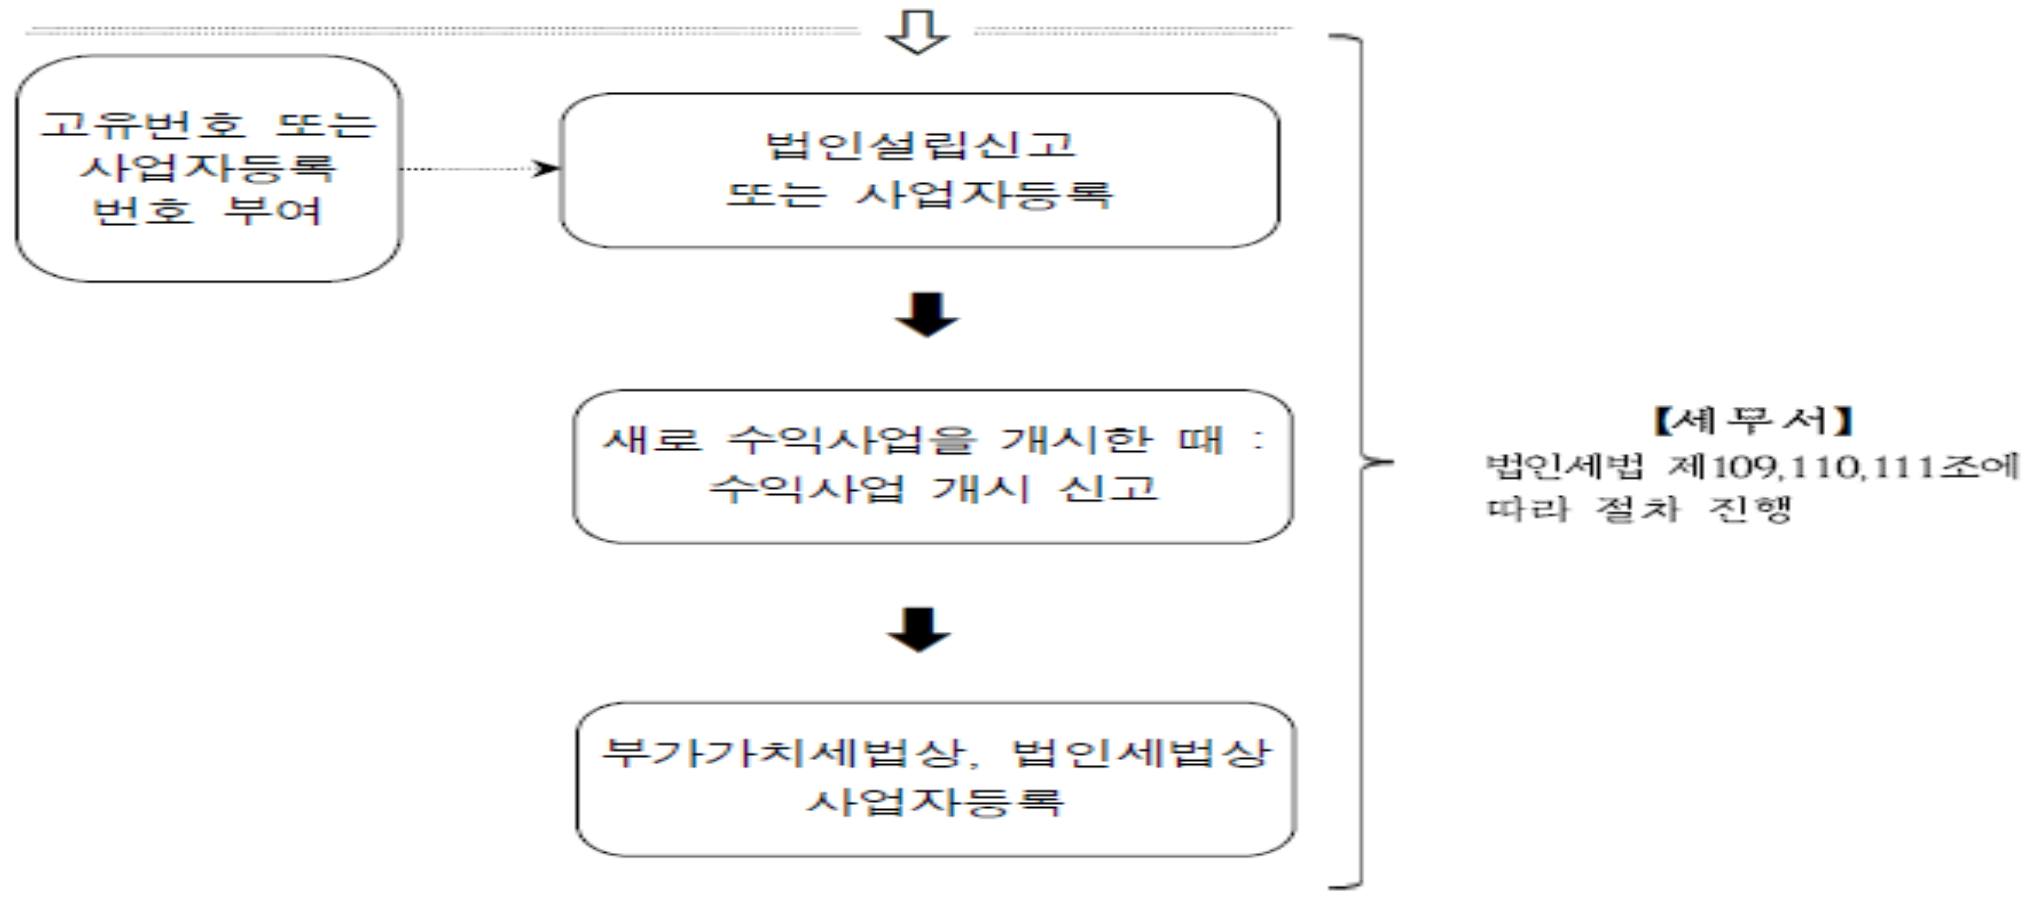 고유번호 또는
사업자등록
번호 부여
법인설립신고
또는 사업자등록
새로 수익사업을 개시한 때 :
수익사업 개시 신고
부가가치세법상, 법인세법상
사업자등록
【세무서】
법인세법 제109,110,111조에
따라 절차 진행